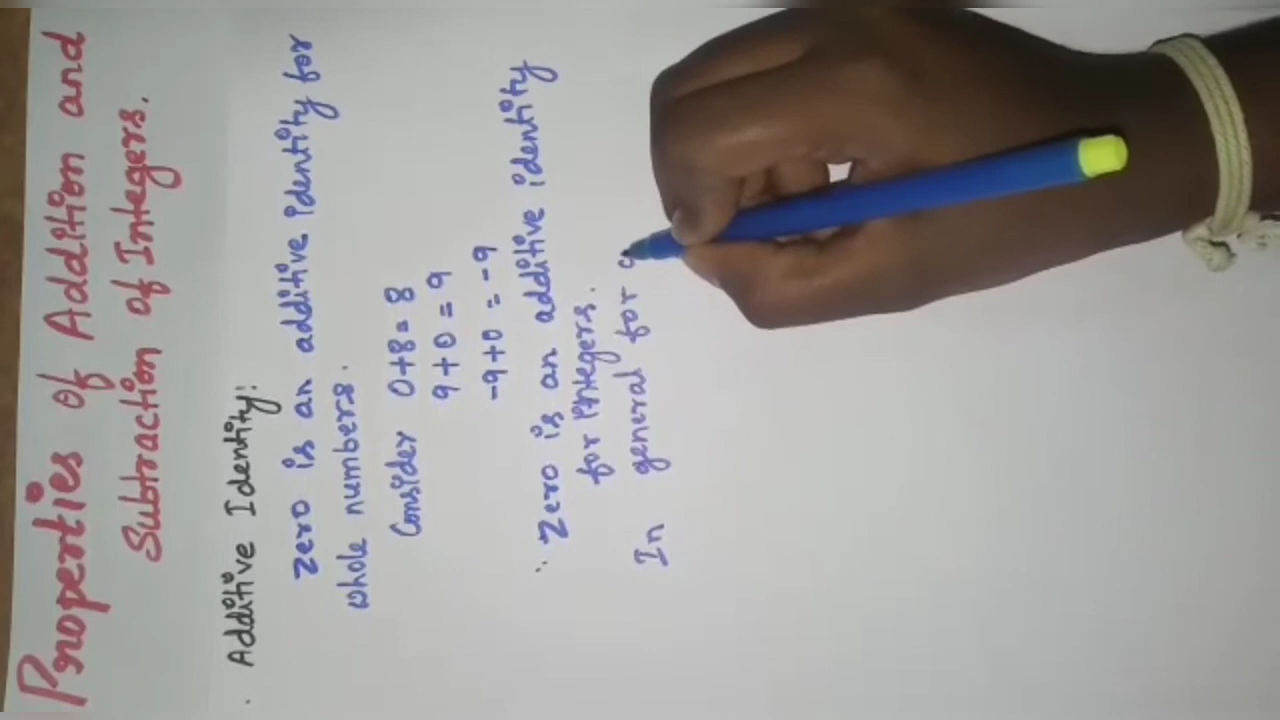 Properties of Addition and
Subtraction of Integers.
. Additive Identity:
Zero is an additive identity for
whole numbers.
Consider 0+8=8
9+0=9
-9+0=-9
∴ Zero is an additive identity
for Integers.
In general for a